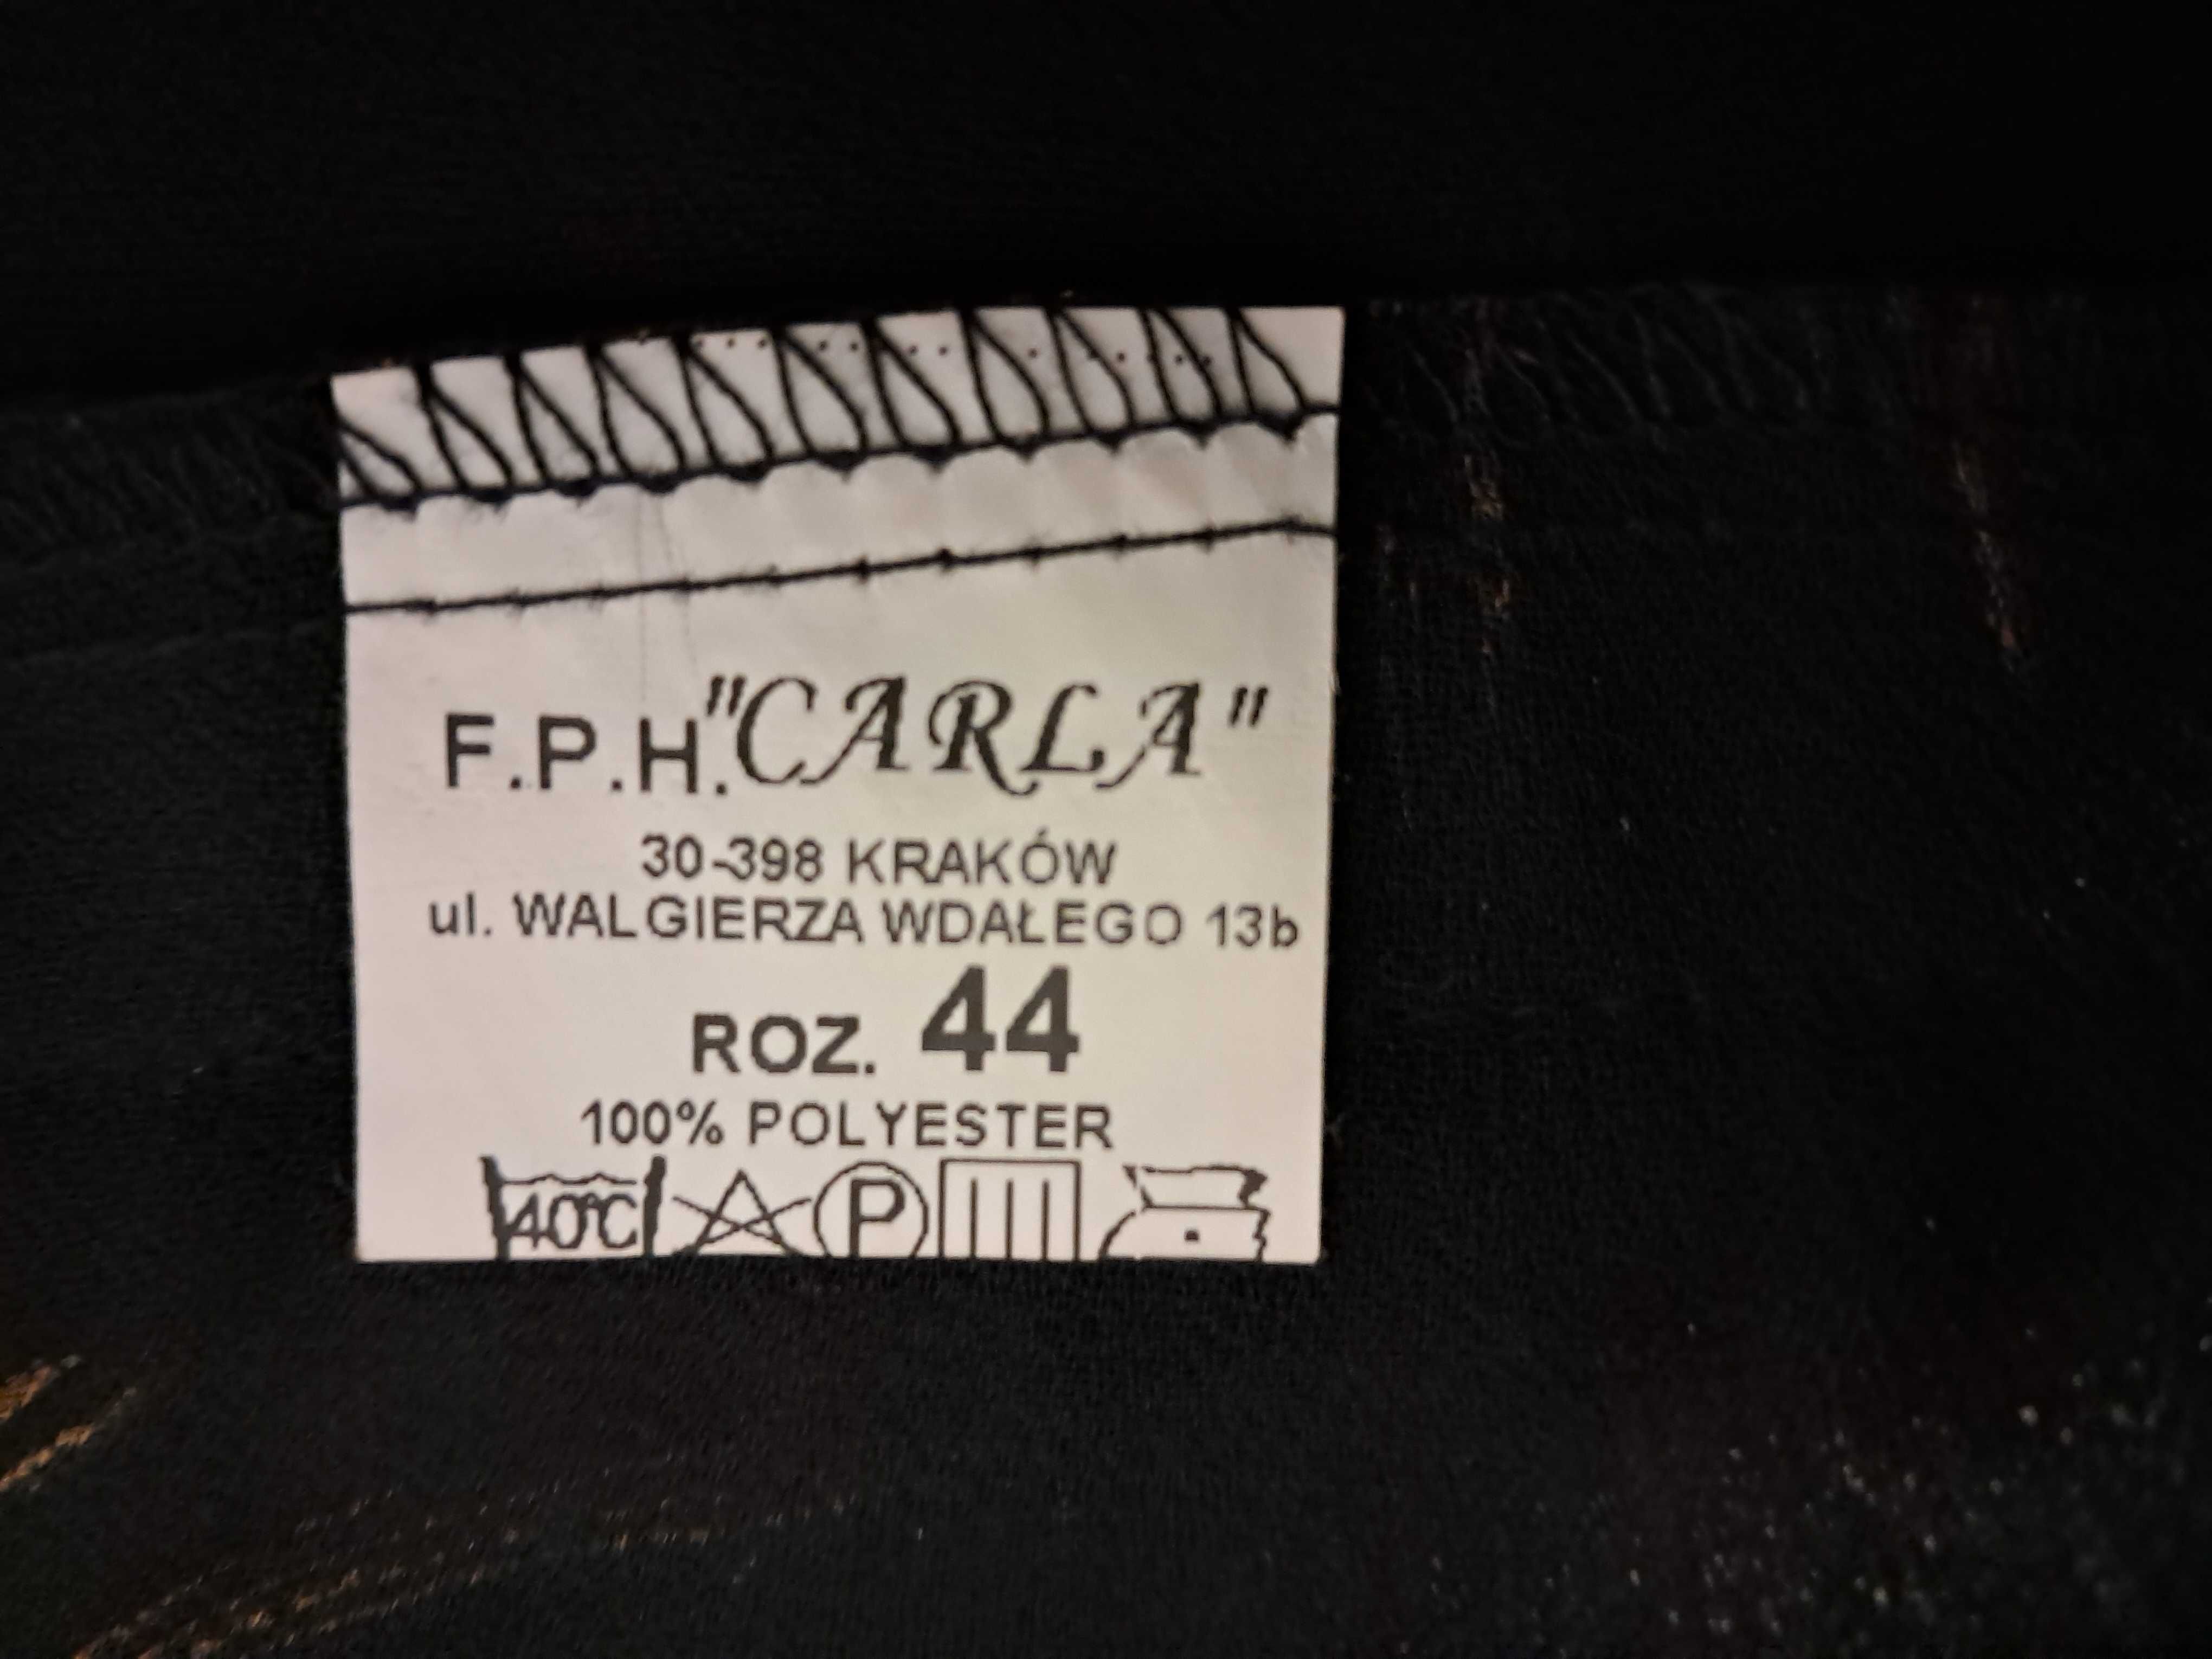 F.P.H."CARLA"
30-398 KRAKÓW
ul. WALGIERZA WDAŁEGO 13b
ROZ. 44
100% POLYESTER
40°C P